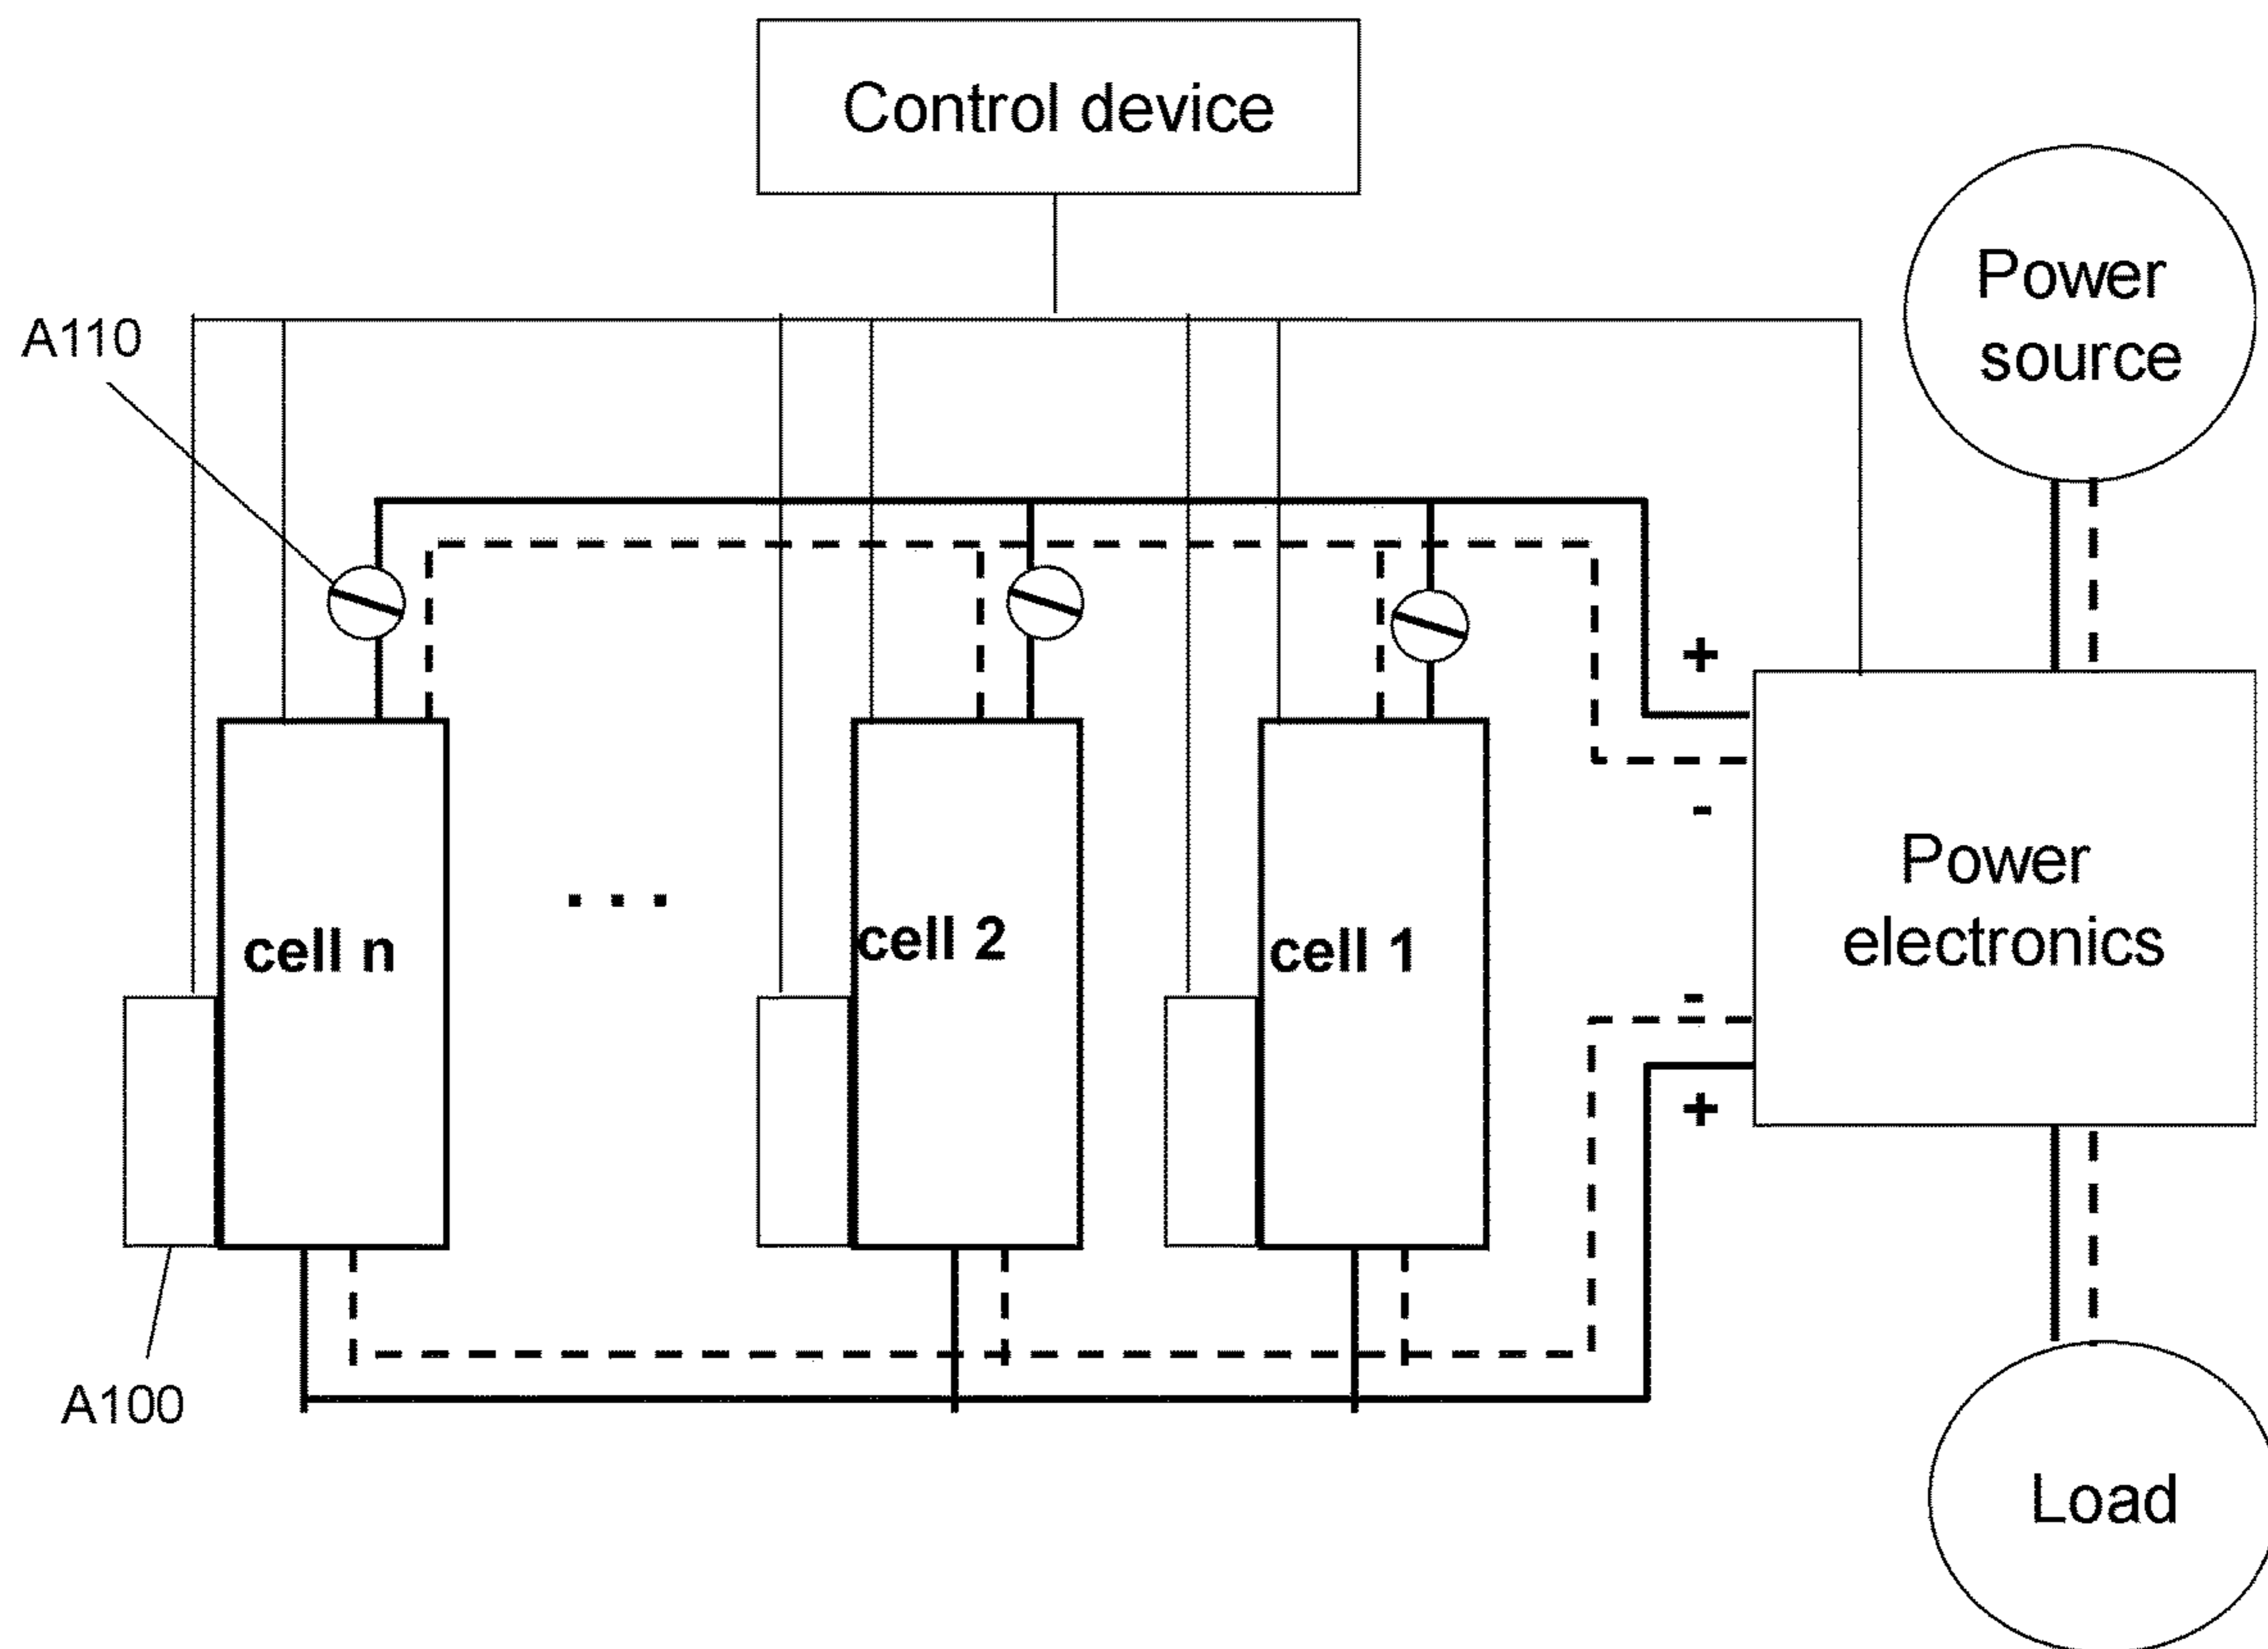 Control device
Power
source
A110
+
-
Power
electronics
. . .
cell n
cell 2
cell 1
-
+
A100
Load